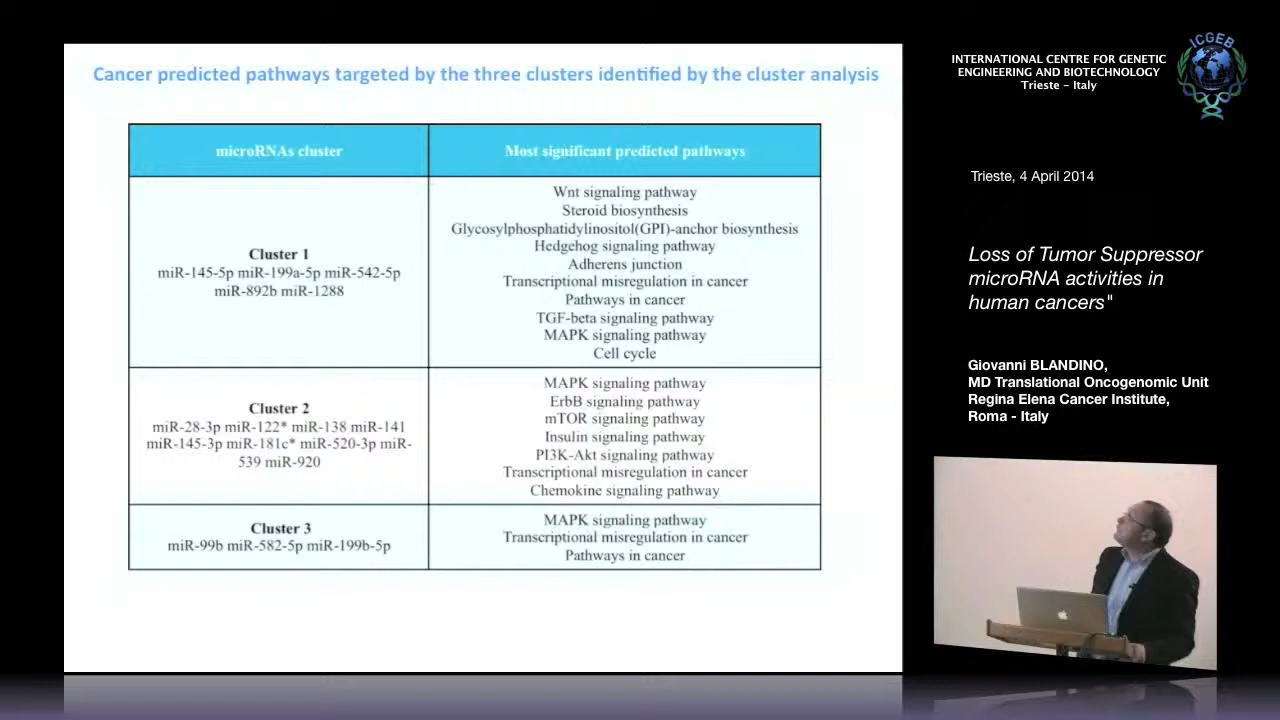 Cancer predicted pathways targeted by the three clusters identified by the cluster analysis
microRNAs cluster
Most significant predicted pathways
Cluster 1
miR-145-5p miR-199a-5p miR-542-5p
miR-892b miR-1288
Wnt signaling pathway
Steroid biosynthesis
Glycosylphosphatidylinositol(GPI)-anchor biosynthesis
Hedgehog signaling pathway
Adherens junction
Transcriptional misregulation in cancer
Pathways in cancer
TGF-beta signaling pathway
MAPK signaling pathway
Cell cycle
Cluster 2
miR-28-3p miR-122* miR-138 miR-141
miR-145-3p miR-181c* miR-520-3p miR-
539 miR-920
MAPK signaling pathway
ErbB signaling pathway
mTOR signaling pathway
Insulin signaling pathway
PI3K-Akt signaling pathway
Transcriptional misregulation in cancer
Chemokine signaling pathway
Cluster 3
miR-99b miR-582-5p miR-199b-5p
MAPK signaling pathway
Transcriptional misregulation in cancer
Pathways in cancer
INTERNATIONAL CENTRE FOR GENETIC
ENGINEERING AND BIOTECHNOLOGY
Trieste - Italy
ICGEB
Trieste, 4 April 2014
Loss of Tumor Suppressor
microRNA activities in
human cancers"
Giovanni BLANDINO,
MD Translational Oncogenomic Unit
Regina Elena Cancer Institute,
Roma - Italy